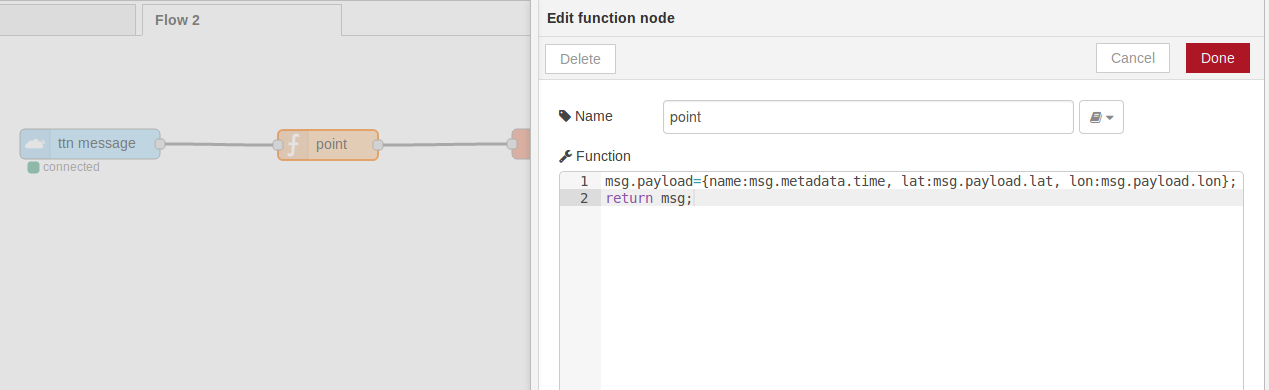 Flow 2
Edit function node
Delete
Cancel
Done
Name
point
ttn message
point
connected
Function
1 msg.payload={name:msg.metadata.time, lat:msg.payload.lat, lon:msg.payload.lon};
2 return msg;